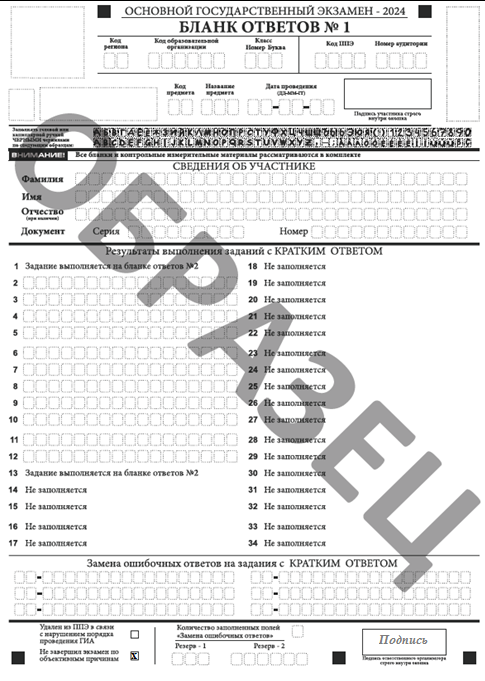 ОСНОВНОЙ ГОСУДАРСТВЕННЫЙ ЭКЗАМЕН - 2024
БЛАНК ОТВЕТОВ № 1
Код региона
Код образовательной организации
Класс
Номер Буква
Код ППЭ
Номер аудитории
Код предмета
Название предмета
Дата проведения (ДД-ММ-ГГ)
Подпись участника строго внутри окошка
Заполнять гелевой или капиллярной ручкой ЧЕРНЫМИ чернилами по следующим образцам:
ВНИМАНИЕ! Все бланки и контрольные измерительные материалы рассматриваются в комплекте
СВЕДЕНИЯ ОБ УЧАСТНИКЕ
Фамилия
Имя
Отчество
(при наличии)
Документ Серия Номер
Результаты выполнения заданий с КРАТКИМ ОТВЕТОМ
1 Задание выполняется на бланке ответов №2
2
3
4
5
6
7
8
9
10
11
12
13 Задание выполняется на бланке ответов №2
14 Не заполняется
15 Не заполняется
16 Не заполняется
17 Не заполняется
18 Не заполняется
19 Не заполняется
20 Не заполняется
21 Не заполняется
22 Не заполняется
23 Не заполняется
24 Не заполняется
25 Не заполняется
26 Не заполняется
27 Не заполняется
28 Не заполняется
29 Не заполняется
30 Не заполняется
31 Не заполняется
32 Не заполняется
33 Не заполняется
34 Не заполняется
Замена ошибочных ответов на задания с КРАТКИМ ОТВЕТОМ
Удален из ППЭ в связи
с нарушением порядка
проведения ГИА
Не завершил экзамен по
объективным причинам
X
Количество заполненных полей
«Замена ошибочных ответов»
Резерв - 1
Резерв - 2
Подпись
Подпись ответственного организатора строго внутри окошка
ОБРАЗЕЦ